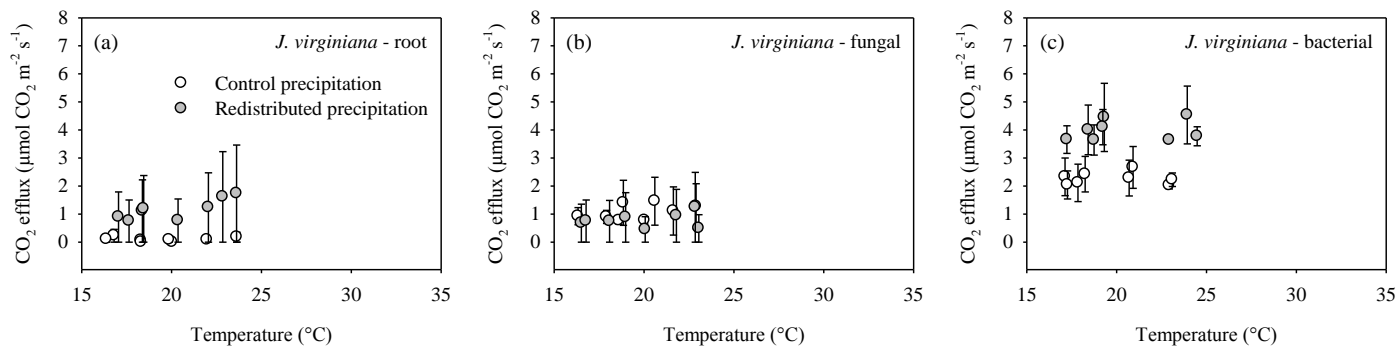 (a)
J. virginiana - root
Control precipitation
Redistributed precipitation
CO2 efflux (µmol CO2 m-2 s-1)
8
7
6
5
4
3
2
1
0
15 20 25 30 35
Temperature (°C)
(b)
J. virginiana - fungal
CO2 efflux (µmol CO2 m-2 s-1)
8
7
6
5
4
3
2
1
0
15 20 25 30 35
Temperature (°C)
(c)
J. virginiana - bacterial
CO2 efflux (µmol CO2 m-2 s-1)
8
7
6
5
4
3
2
1
0
15 20 25 30 35
Temperature (°C)